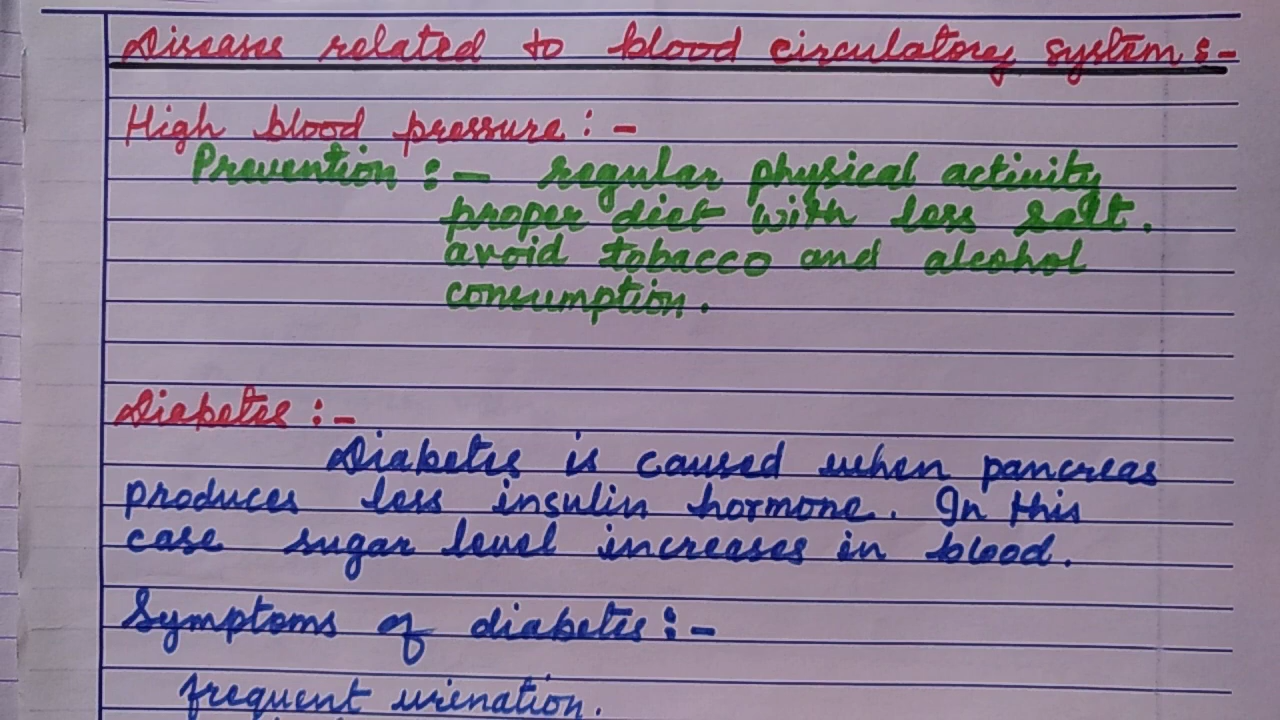 Diseases related to blood circulatory system :-
High blood pressure : -
Prevention : - regular physical activity
proper diet with less salt.
avoid tobacco and alcohol
consumption.
Diabetes : -
Diabetes is caused when pancreas
produces less insulin hormone. In this
case sugar level increases in blood.
Symptoms of diabetes : -
frequent urination.